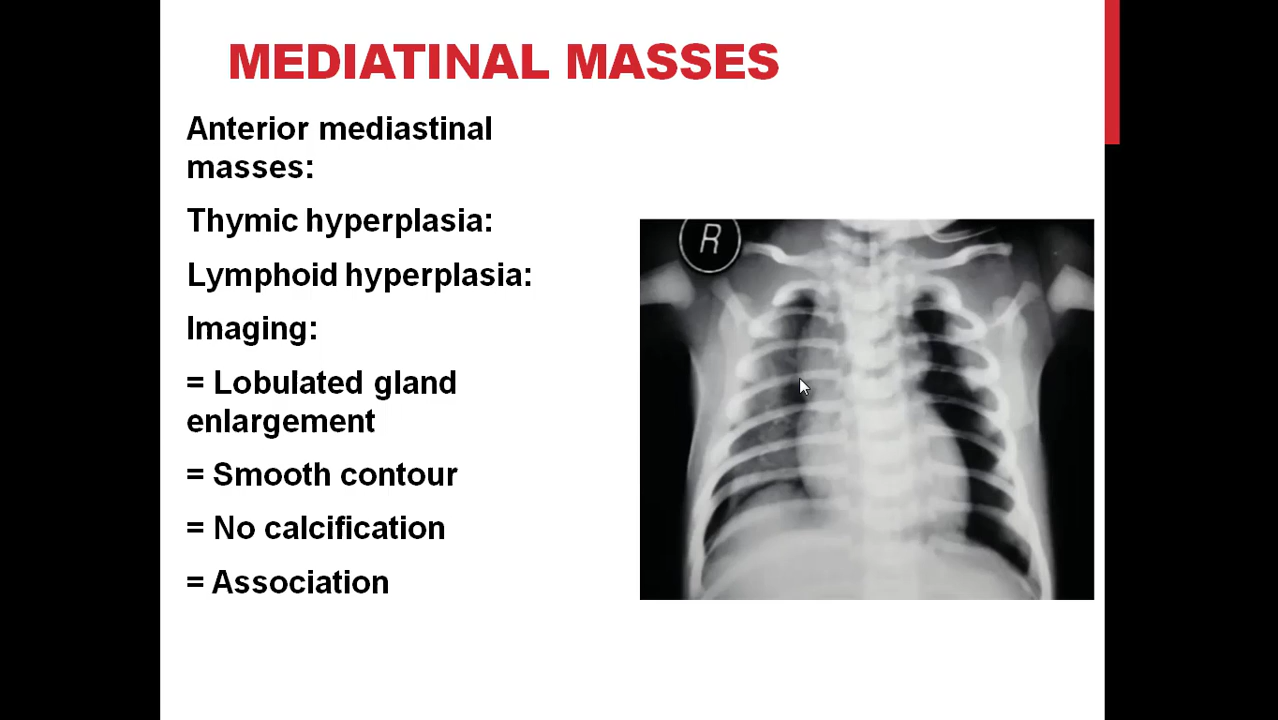 MEDIATINAL MASSES
Anterior mediastinal
masses:
Thymic hyperplasia:
Lymphoid hyperplasia:
Imaging:
= Lobulated gland
enlargement
= Smooth contour
= No calcification
= Association
R